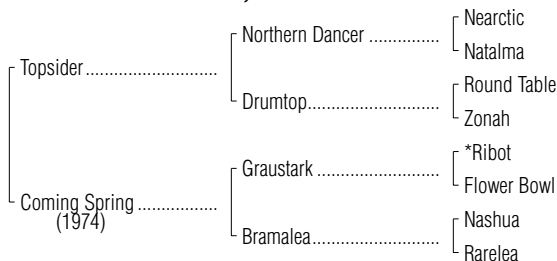 Nearctic
Northern Dancer ................
Natalma
Topsider..............................
Round Table
Drumtop..............................
Zonah
*Ribot
Graustark ............................
Flower Bowl
Coming Spring ..................
(1974)
Nashua
Bramalea.............................
Rarelea